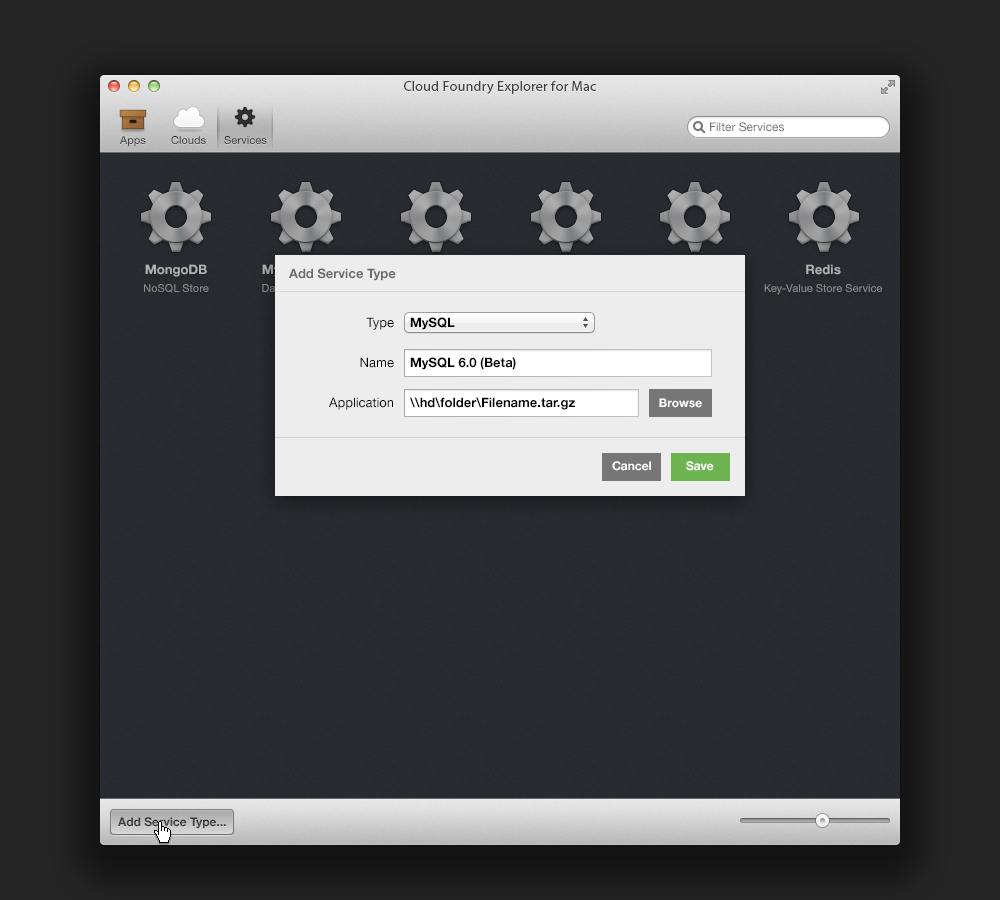 Cloud Foundry Explorer for Mac
Apps Clouds Services
Filter Services
MongoDB
NoSQL Store
Redis
Key-Value Store Service
Add Service Type
Type MySQL
Name MySQL 6.0 (Beta)
Application \\hd\folder\Filename.tar.gz Browse
Cancel Save
Add Service Type...